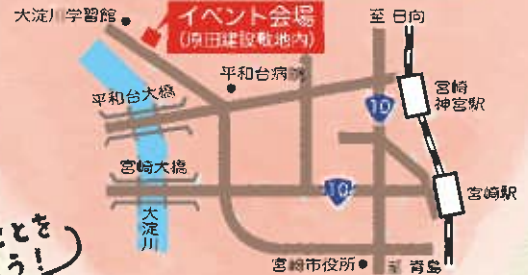 大淀川学習館
イベント会場
(原田建設敷地内)
至 日向
平和台病院
平和台大橋
10
宮崎
神宮駅
宮崎大橋
10
宮崎駅
大淀川
ことを
う!
宮崎市役所
至 青島